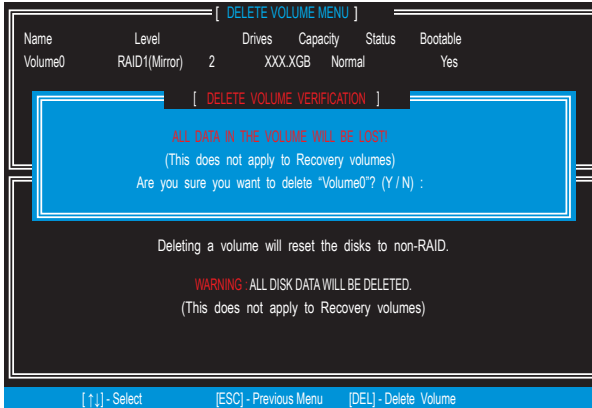 [ DELETE VOLUME MENU ]
Name Level Drives Capacity Status Bootable
Volume0 RAID1(Mirror) 2 XXX.XGB Normal Yes
[ DELETE VOLUME VERIFICATION ]
ALL DATA IN THE VOLUME WILL BE LOST!
(This does not apply to Recovery volumes)
Are you sure you want to delete “Volume0”? (Y / N) :
Deleting a volume will reset the disks to non-RAID.
WARNING : ALL DISK DATA WILL BE DELETED.
(This does not apply to Recovery volumes)
[↑↓] - Select [ESC] - Previous Menu [DEL] - Delete Volume